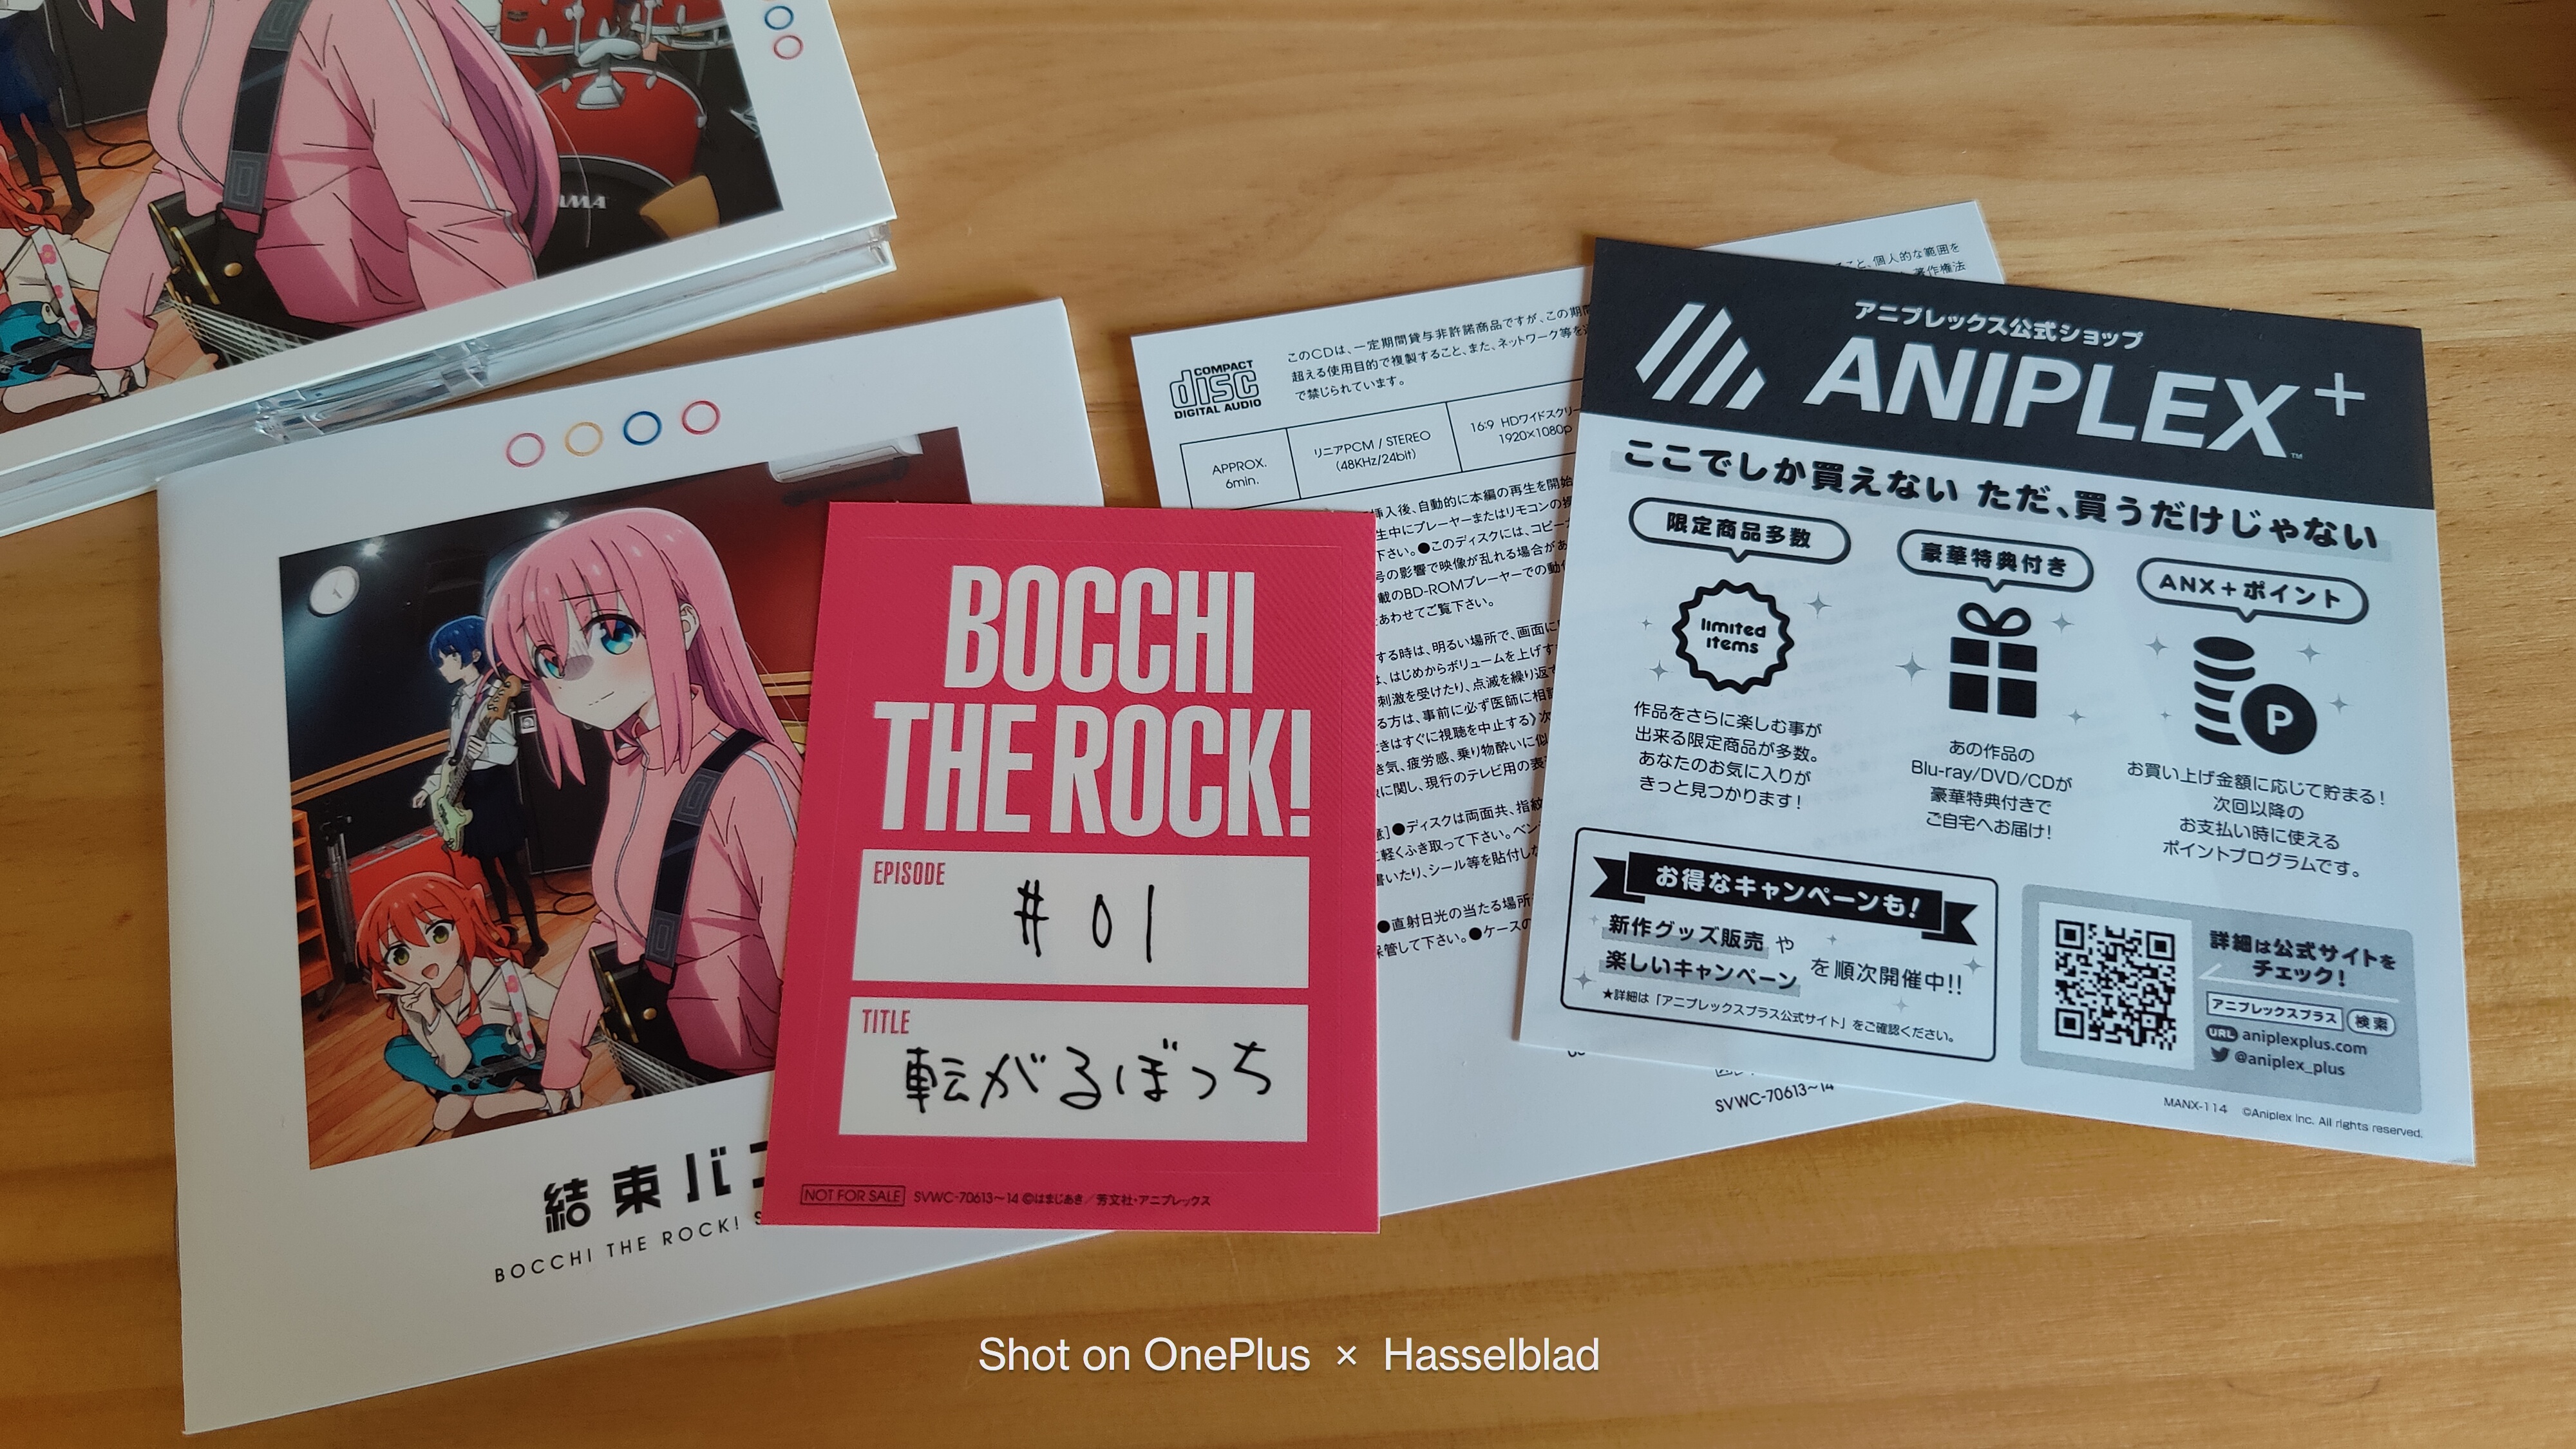 AMA
結束バ
BOCCHI THE ROCK!
BOCCHI
THE ROCK!
EPISODE
#01
TITLE
転がるぼっち
NOT FOR SALE SVWC-70613~14 ©はまじあき/芳文社・アニプレックス
COMPACT
disc
DIGITAL AUDIO
こと、個人的な範囲を
著作権法
このCDは、一定期間貸与非許諾商品ですが、この期間
超える使用目的で複製すること、また、ネットワーク等を
で禁じられています。
APPROX.
6min.
リニアPCM / STEREO
(48KHz/24bit)
16:9 HDワイドスクリー
1920×1080p
挿入後、自動的に本編の再生を開始
生中にプレーヤーまたはリモコンの
下さい。●このディスクには、コピー
号の影響で映像が乱れる場合があ
載のBD-ROMプレーヤーでの動作
あわせてご覧下さい。
する時は、明るい場所で、画面に
は、はじめからボリュームを上げす
刺激を受けたり、点滅を繰り返す
る方は、事前に必ず医師に相談
ときはすぐに視聴を中止する》次
き気、疲労感、乗り物酔いに似
に関し、現行のテレビ用の表
意]●ディスクは両面共、指紋
軽くふき取って下さい。ベン
書いたり、シール等を貼付し
●直射日光の当たる場所
保管して下さい。●ケースの
SVWC-70613~14
アニプレックス公式ショップ
ANIPLEX+™
ここでしか買えない ただ、買うだけじゃない
限定商品多数
limited
items
作品をさらに楽しむ事が
出来る限定商品が多数。
あなたのお気に入りが
きっと見つかります!
豪華特典付き
あの作品の
Blu-ray/DVD/CDが
豪華特典付きで
ご自宅へお届け!
ANX+ポイント
P
お買い上げ金額に応じて貯まる!
次回以降の
お支払い時に使える
ポイントプログラムです。
お得なキャンペーンも!
新作グッズ販売 や
楽しいキャンペーン を順次開催中!!
★詳細は「アニプレックスプラス公式サイト」をご確認ください。
詳細は公式サイトを
チェック!
アニプレックスプラス 検索
URL aniplexplus.com
@aniplex_plus
MANX-114 ©Aniplex Inc. All rights reserved.
Shot on OnePlus × Hasselblad